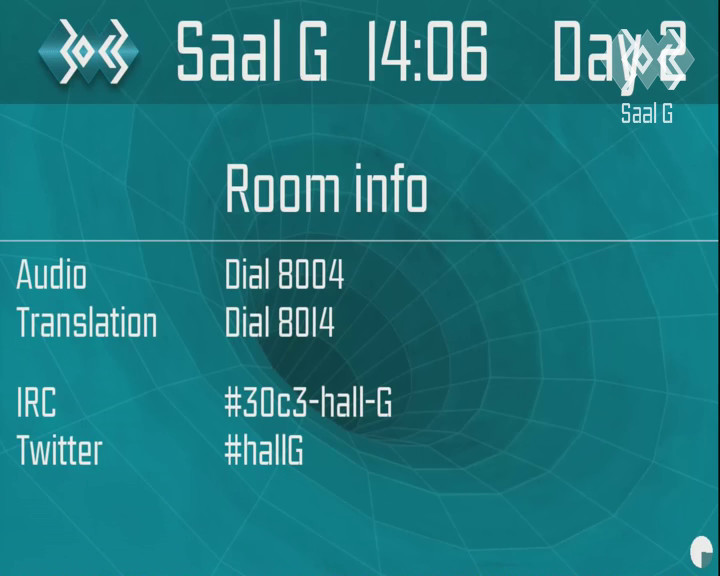 Saal G 14:06 Day 2
Saal G
Room info
Audio Dial 8004
Translation Dial 8014
IRC #30c3-hall-G
Twitter #hallG